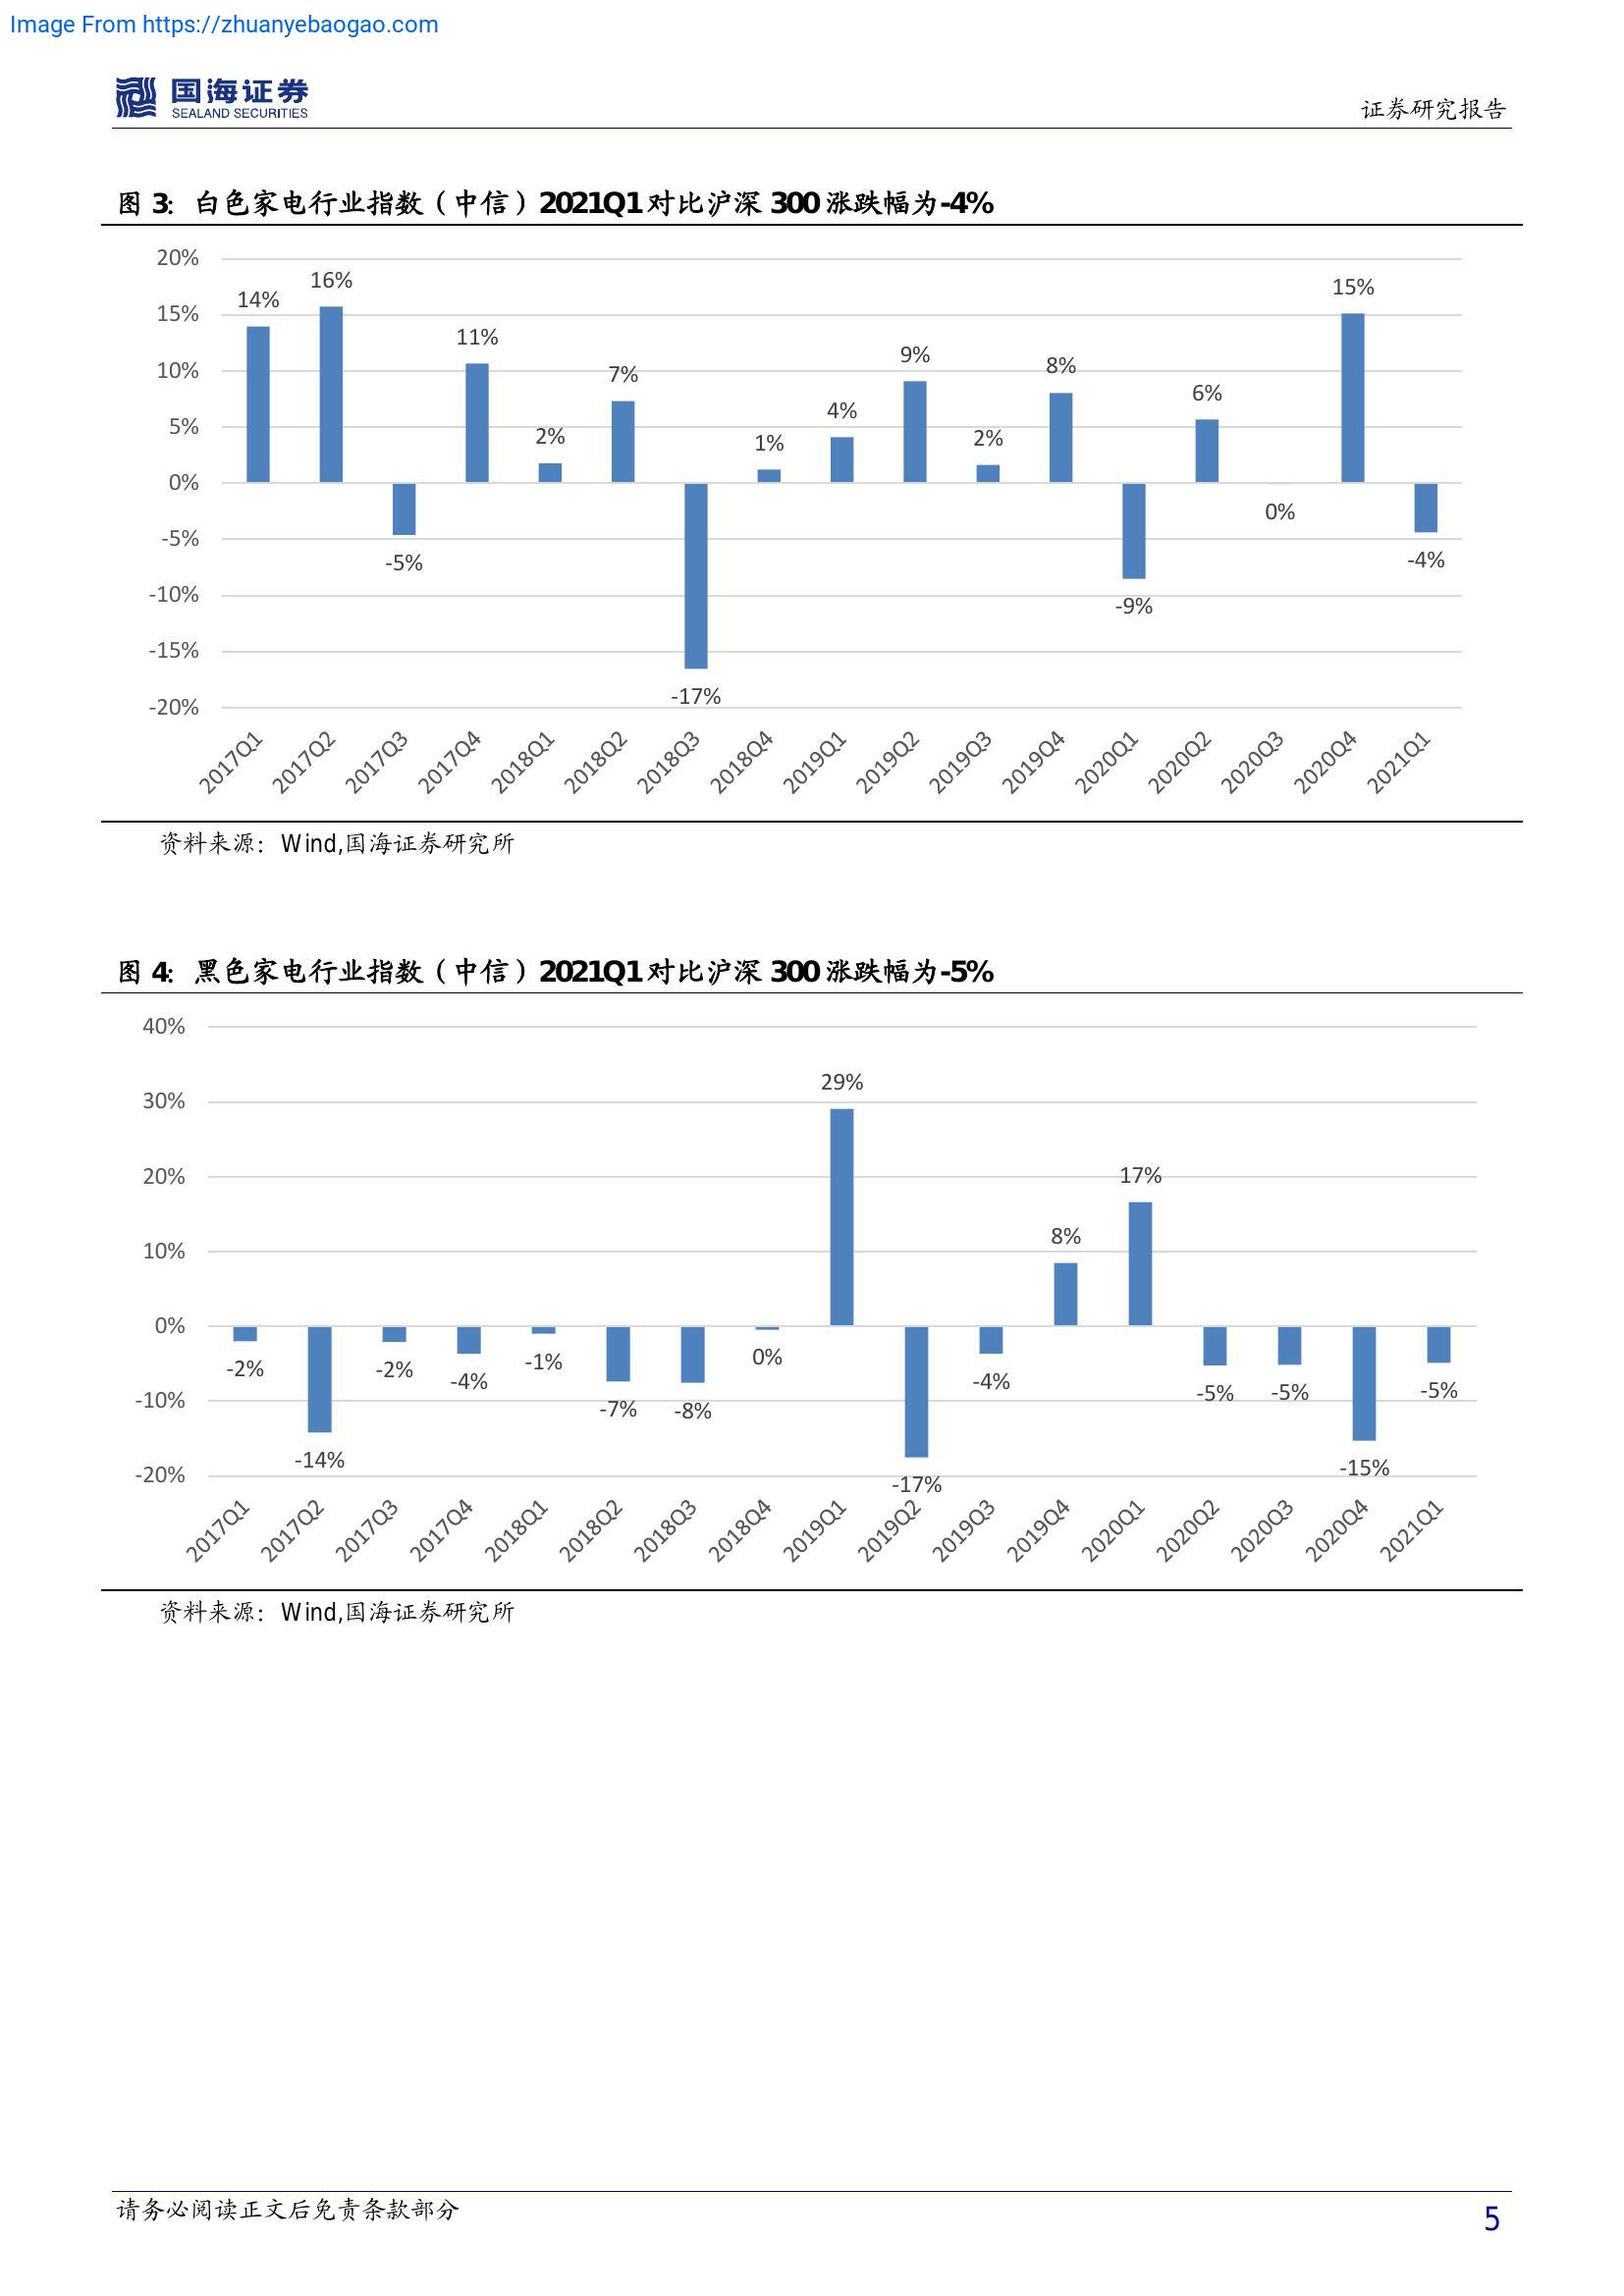 Image From https://zhuanyebaogao.com
国海证券
SEALAND SECURITIES
证券研究报告
图 3：白色家电行业指数（中信）2021Q1 对比沪深 300 涨跌幅为-4%
20%
15%
10%
5%
0%
-5%
-10%
-15%
-20%
14%
16%
-5%
11%
2%
7%
-17%
1%
4%
9%
2%
8%
-9%
6%
0%
15%
-4%
2017Q1
2017Q2
2017Q3
2017Q4
2018Q1
2018Q2
2018Q3
2018Q4
2019Q1
2019Q2
2019Q3
2019Q4
2020Q1
2020Q2
2020Q3
2020Q4
2021Q1
资料来源：Wind,国海证券研究所
图 4：黑色家电行业指数（中信）2021Q1 对比沪深 300 涨跌幅为-5%
40%
30%
20%
10%
0%
-10%
-20%
-2%
-14%
-2%
-4%
-1%
-7%
-8%
0%
29%
-17%
-4%
8%
17%
-5%
-5%
-15%
-5%
2017Q1
2017Q2
2017Q3
2017Q4
2018Q1
2018Q2
2018Q3
2018Q4
2019Q1
2019Q2
2019Q3
2019Q4
2020Q1
2020Q2
2020Q3
2020Q4
2021Q1
资料来源：Wind,国海证券研究所
请务必阅读正文后免责条款部分
5